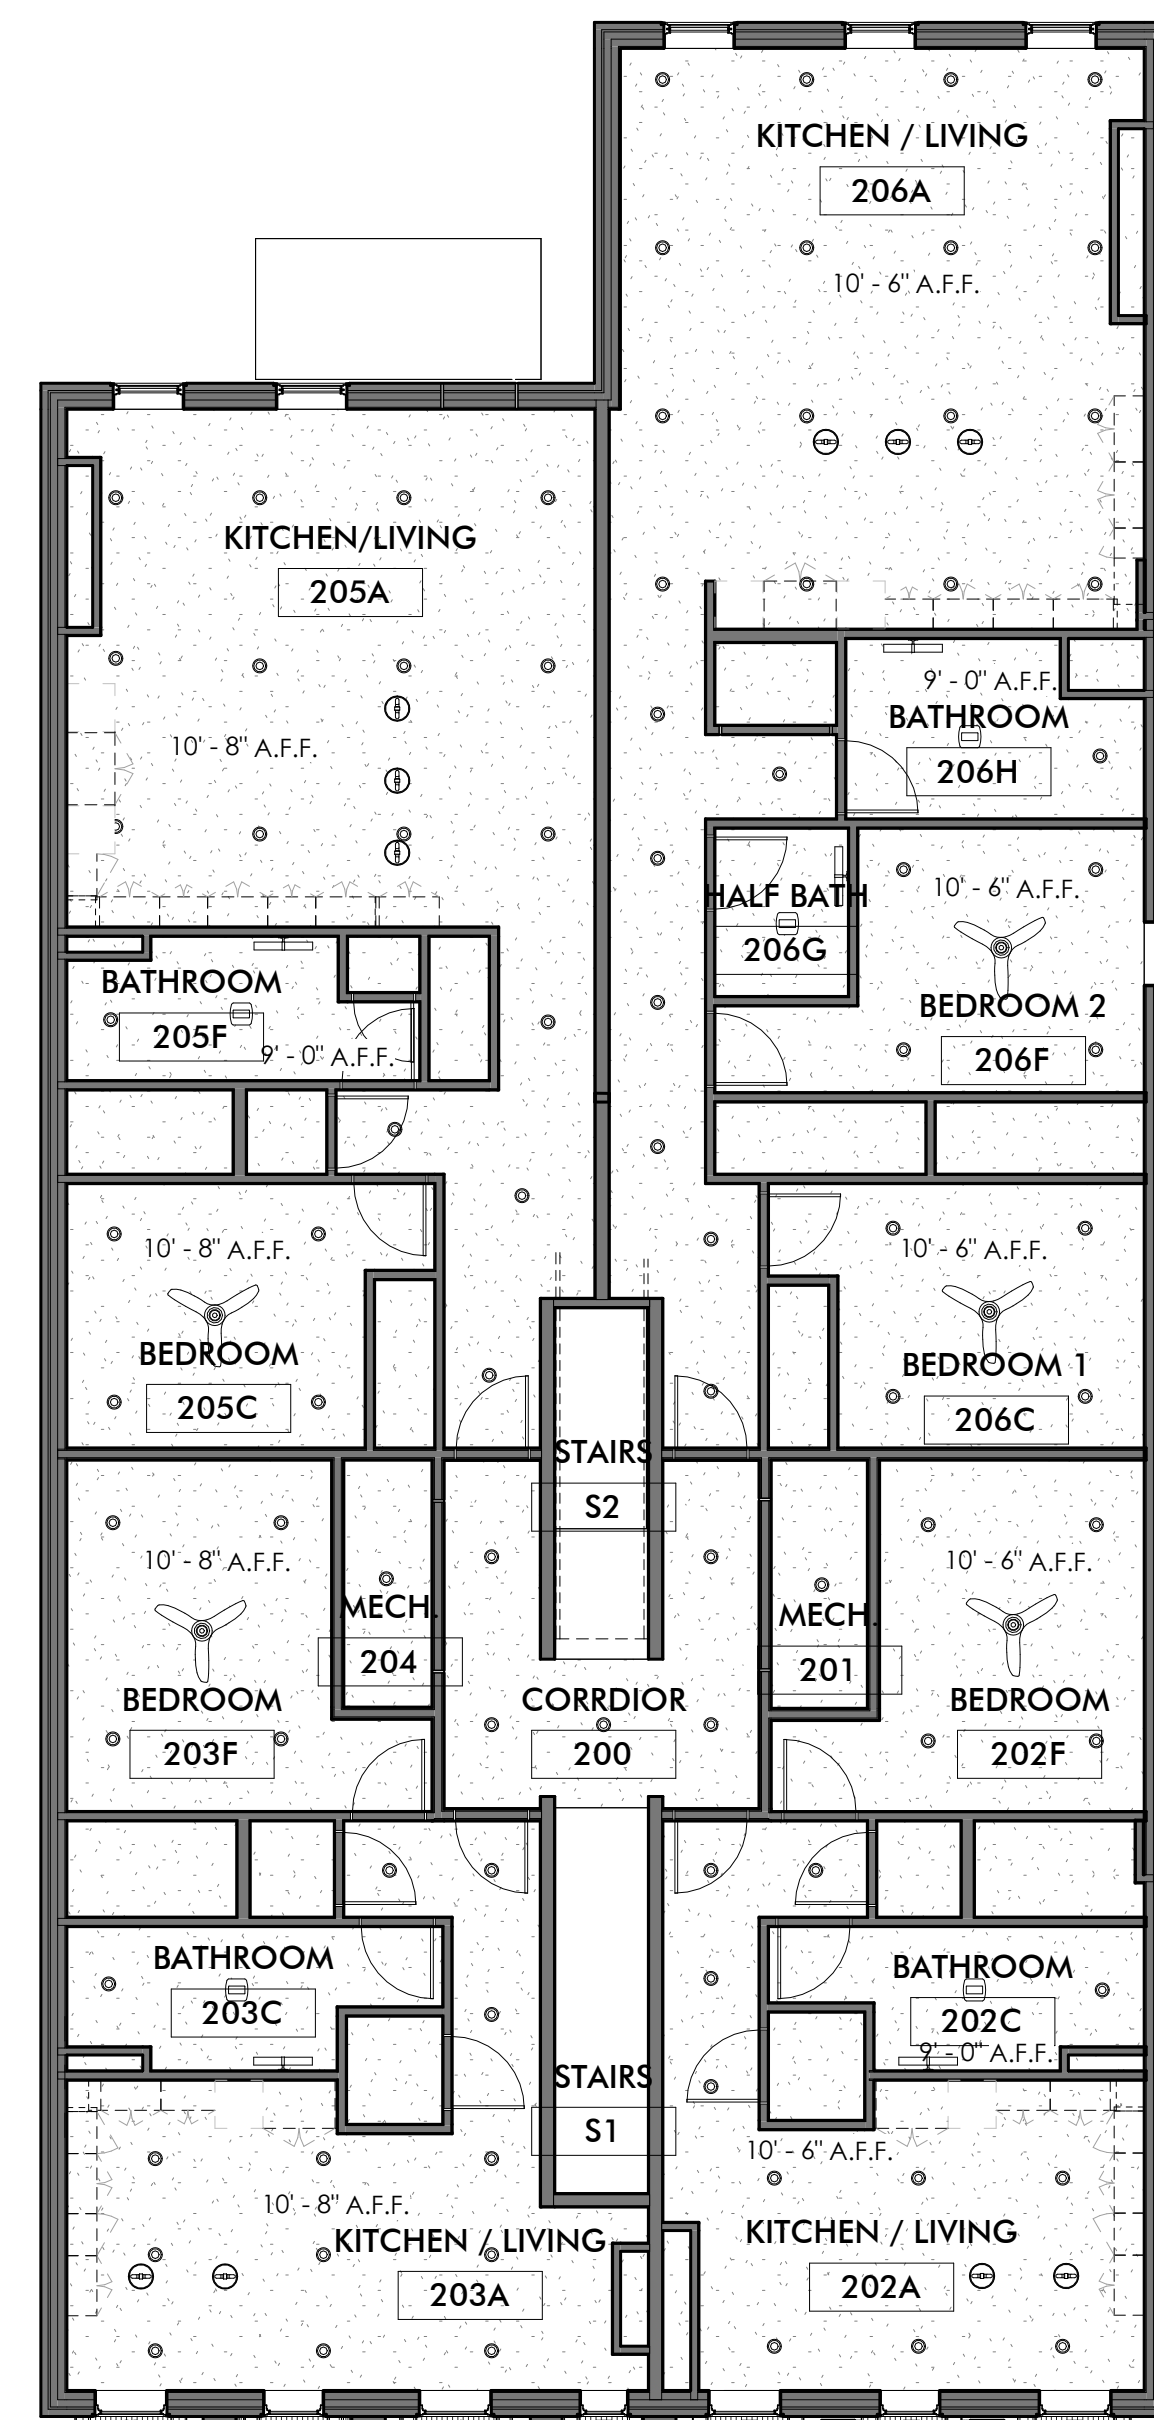 KITCHEN / LIVING
206A
10' - 6" A.F.F.
KITCHEN/LIVING
205A
10' - 8" A.F.F.
9' - 0" A.F.F.
BATHROOM
206H
HALF BATH
206G
10' - 6" A.F.F.
BEDROOM 2
206F
BATHROOM
205F
9' - 0" A.F.F.
10' - 8" A.F.F.
BEDROOM
205C
10' - 6" A.F.F.
BEDROOM 1
206C
STAIRS
S2
10' - 8" A.F.F.
BEDROOM
203F
MECH.
204
CORRDIOR
200
MECH.
201
10' - 6" A.F.F.
BEDROOM
202F
BATHROOM
203C
BATHROOM
202C
9' - 0" A.F.F.
STAIRS
S1
10' - 8" A.F.F.
KITCHEN / LIVING
203A
10' - 6" A.F.F.
KITCHEN / LIVING
202A